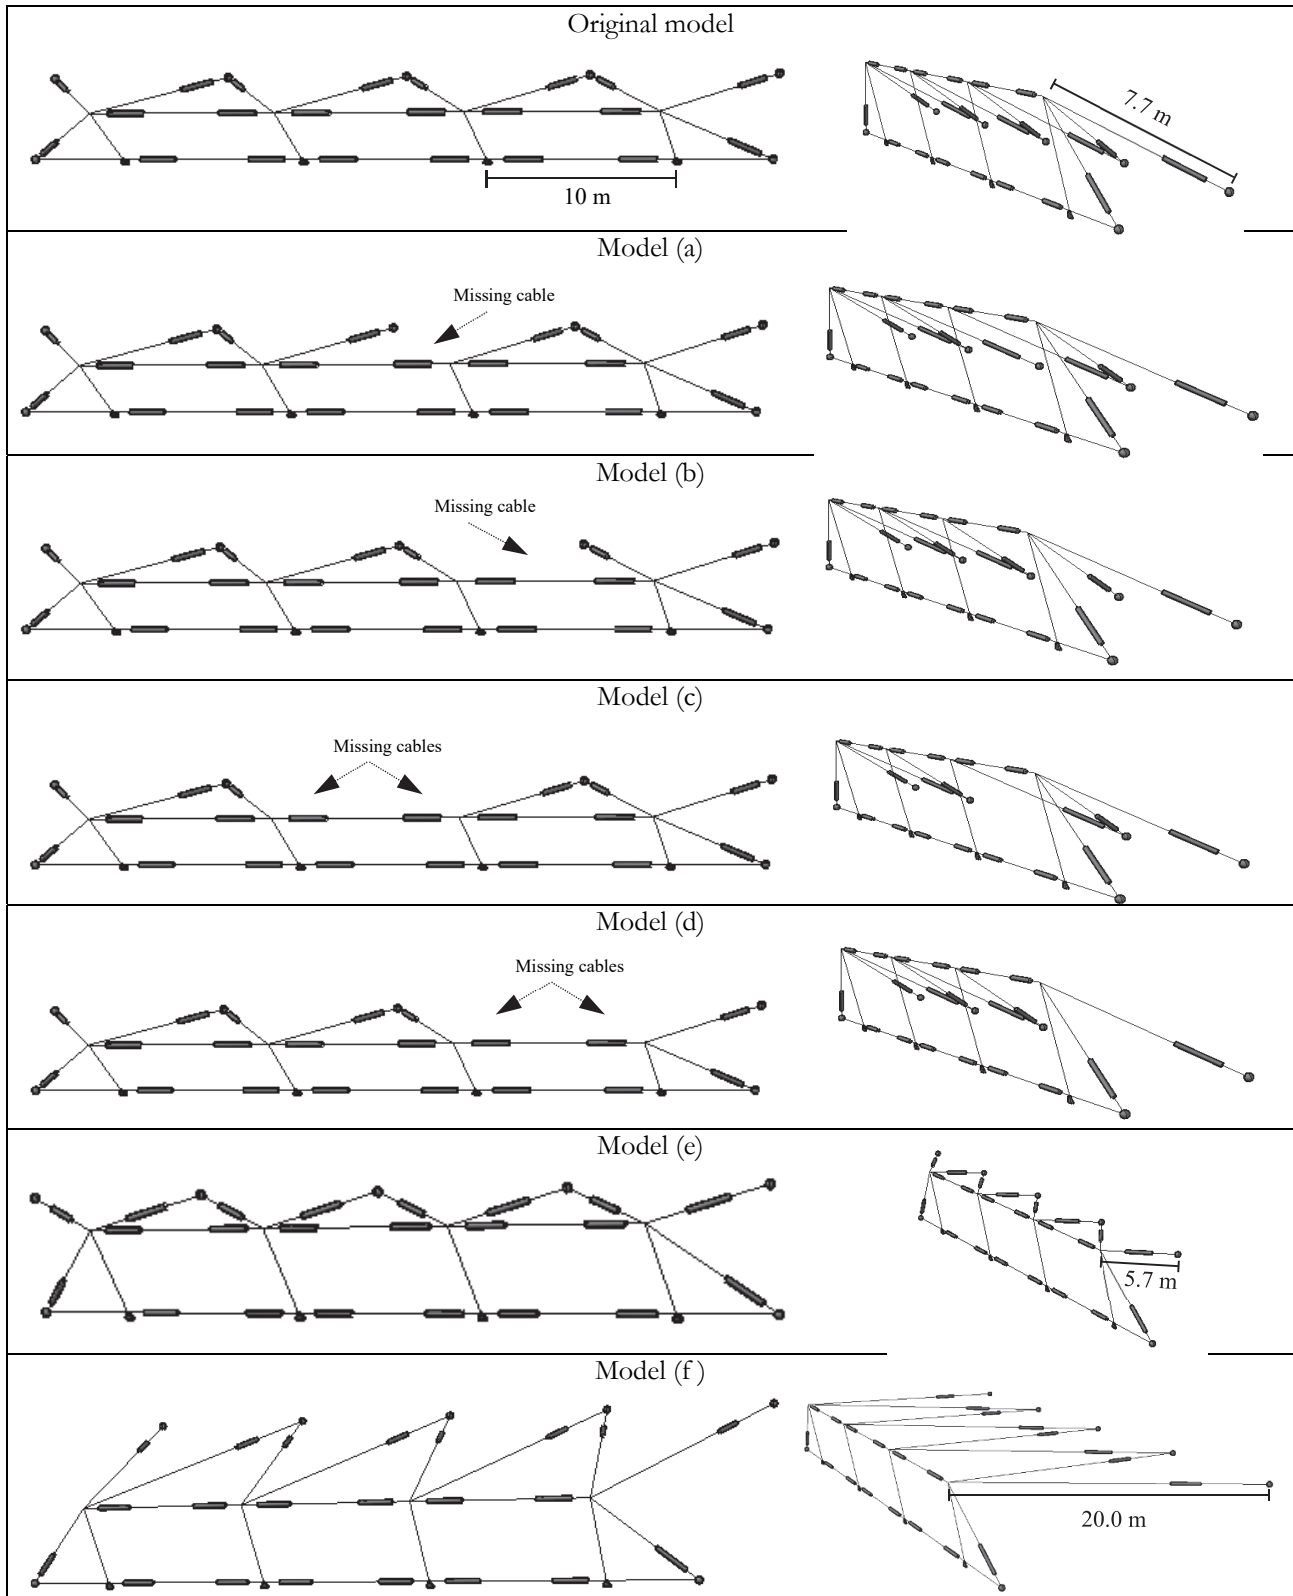 Original model
7.7 m
10 m
Model (a)
Missing cable
Model (b)
Missing cable
Model (c)
Missing cables
Model (d)
Missing cables
Model (e)
5.7 m
Model (f )
20.0 m